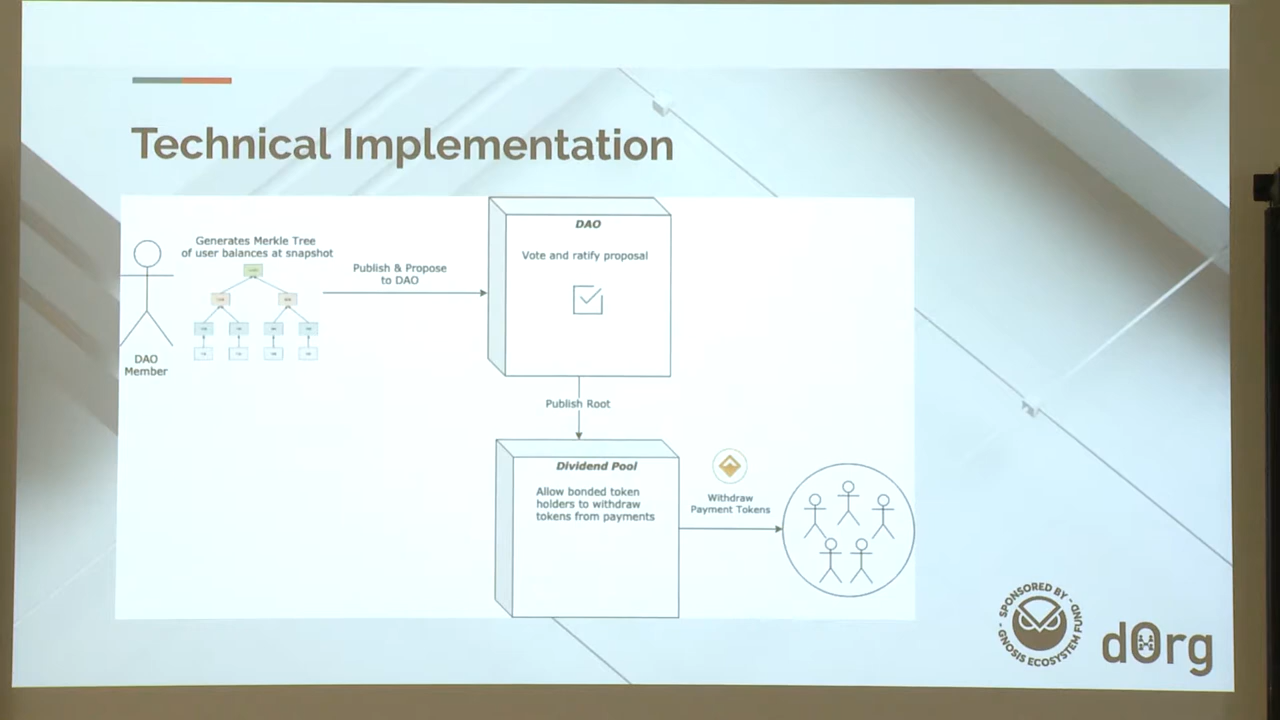 Technical Implementation
Generates Merkle Tree
of user balances at snapshot
DAO
Member
Publish & Propose
to DAO
DAO
Vote and ratify proposal
Publish Root
Dividend Pool
Allow bonded token
holders to withdraw
tokens from payments
Withdraw
Payment Tokens
SPONSORED BY - GNOSIS ECOSYSTEM FUND -
dOrg